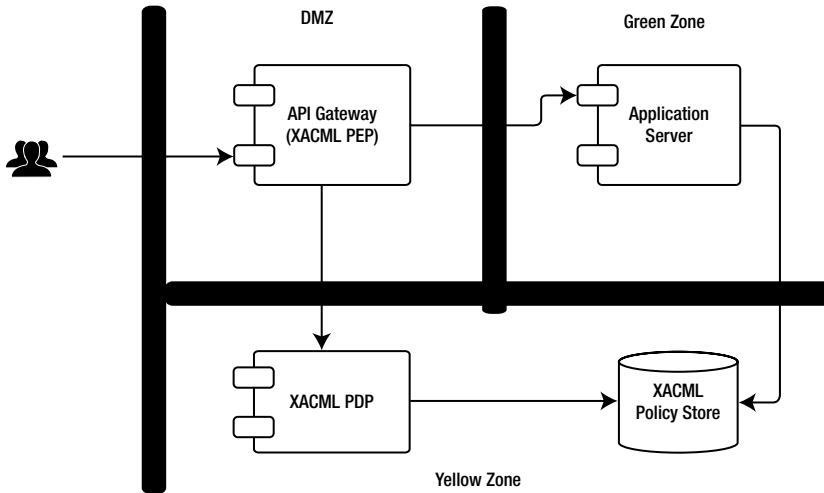 DMZ
Green Zone
API Gateway
(XACML PEP)
Application
Server
XACML PDP
XACML
Policy Store
Yellow Zone